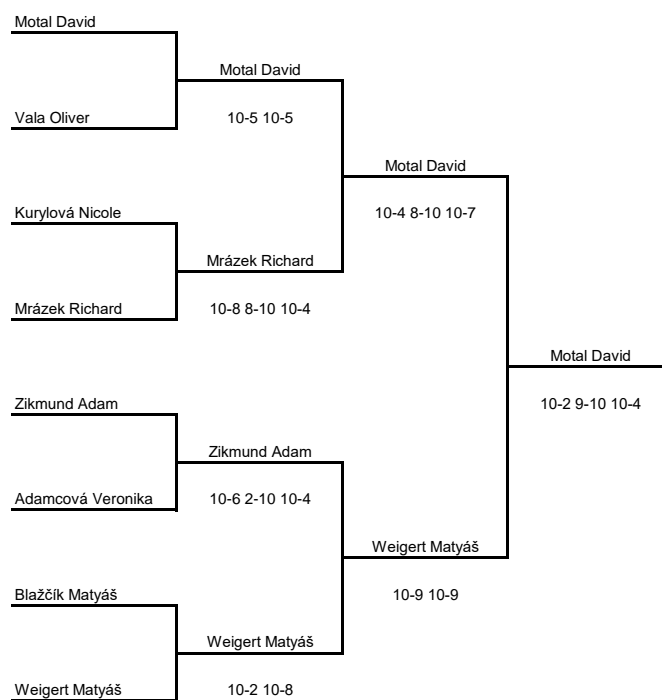 Motal David
Motal David
Vala Oliver
10-5 10-5
Motal David
Kurylová Nicole
10-4 8-10 10-7
Mrázek Richard
Mrázek Richard
10-8 8-10 10-4
Motal David
Zikmund Adam
10-2 9-10 10-4
Zikmund Adam
Adamcová Veronika
10-6 2-10 10-4
Weigert Matyáš
Blažčík Matyáš
10-9 10-9
Weigert Matyáš
Weigert Matyáš
10-2 10-8